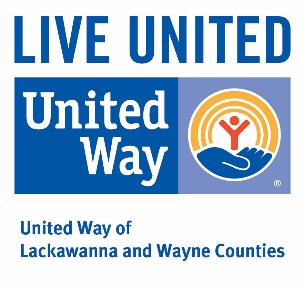 LIVE UNITED
United
Way
®
United Way of
Lackawanna and Wayne Counties